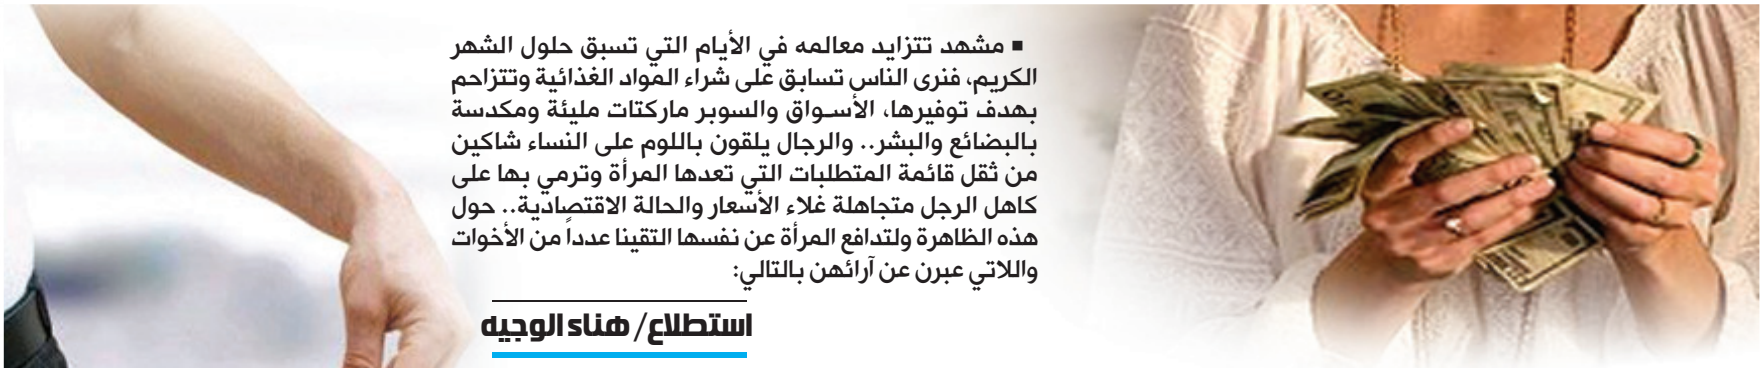 ▪ مشهد تتزايد معالمه في الأيام التي تسبق حلول الشهر
الكريم، فنرى الناس تسابق على شراء المواد الغذائية وتتزاحم
بهدف توفيرها، الأسـواق والسوبر ماركتات مليئة ومكدسة
بالبضائع والبشر.. والرجال يلقون باللوم على النساء شاكين
من ثقل قائمة المتطلبات التي تعدها المرأة وترمي بها على
كاهل الرجل متجاهلة غلاء الأسعار والحالة الاقتصادية.. حول
هذه الظاهرة ولتدافع المرأة عن نفسها التقينا عدداً من الأخوات
واللاتي عبرن عن آرائهن بالتالي:
استطلاع/ هناء الوجيه